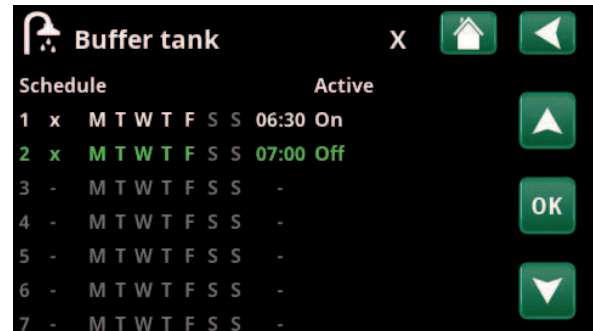 Buffer tank X
Schedule Active
1 x M T W T F S S 06:30 On
2 x M T W T F S S 07:00 Off
3 - M T W T F S S -
4 - M T W T F S S -
OK
5 - M T W T F S S -
6 - M T W T F S S -
7 - M T W T F S S -